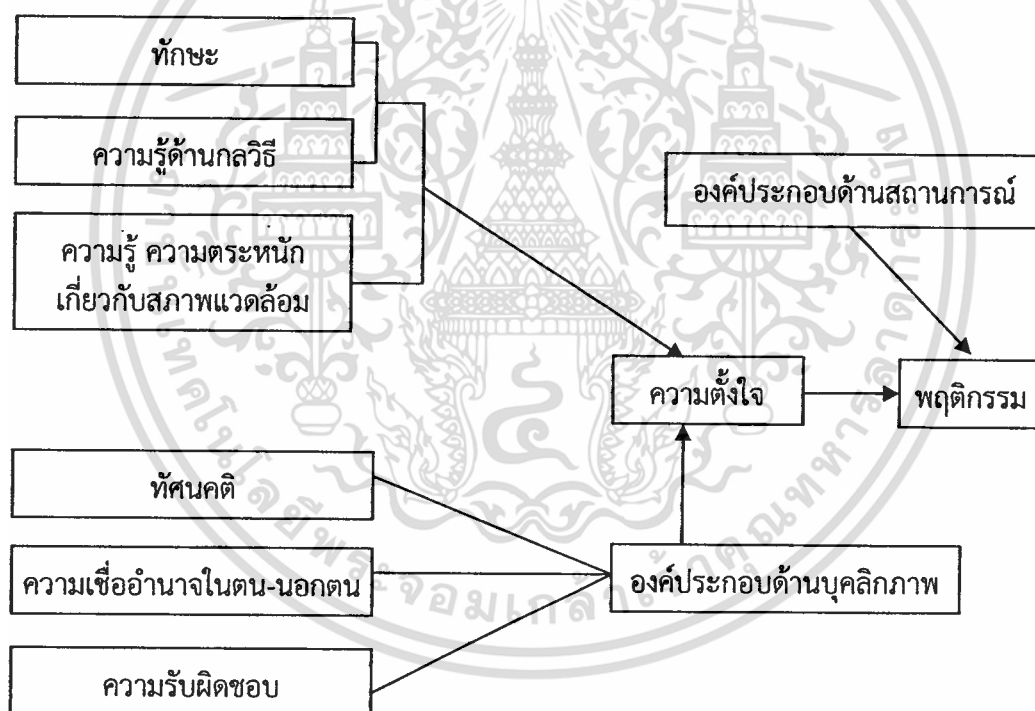 ทักษะ
ความรู้ด้านกลวิธี
องค์ประกอบด้านสถานการณ์
ความรู้ ความตระหนัก
เกี่ยวกับสภาพแวดล้อม
ความตั้งใจ
พฤติกรรม
ทัศนคติ
ความเชื่ออำนาจในตน-นอกตน
องค์ประกอบด้านบุคลิกภาพ
ความรับผิดชอบ